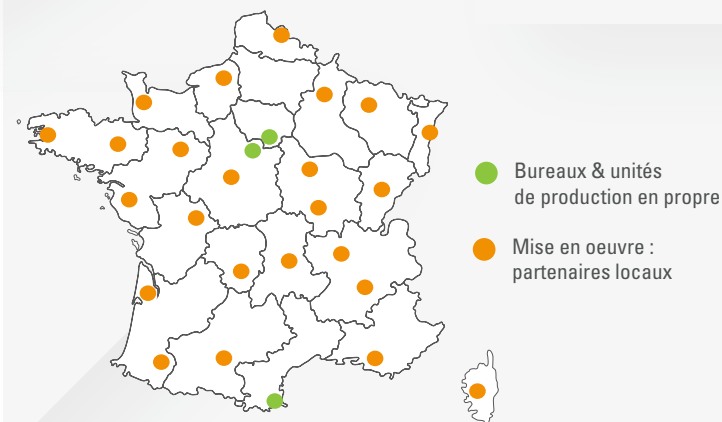 Bureaux & unités
de production en propre
Mise en oeuvre :
partenaires locaux